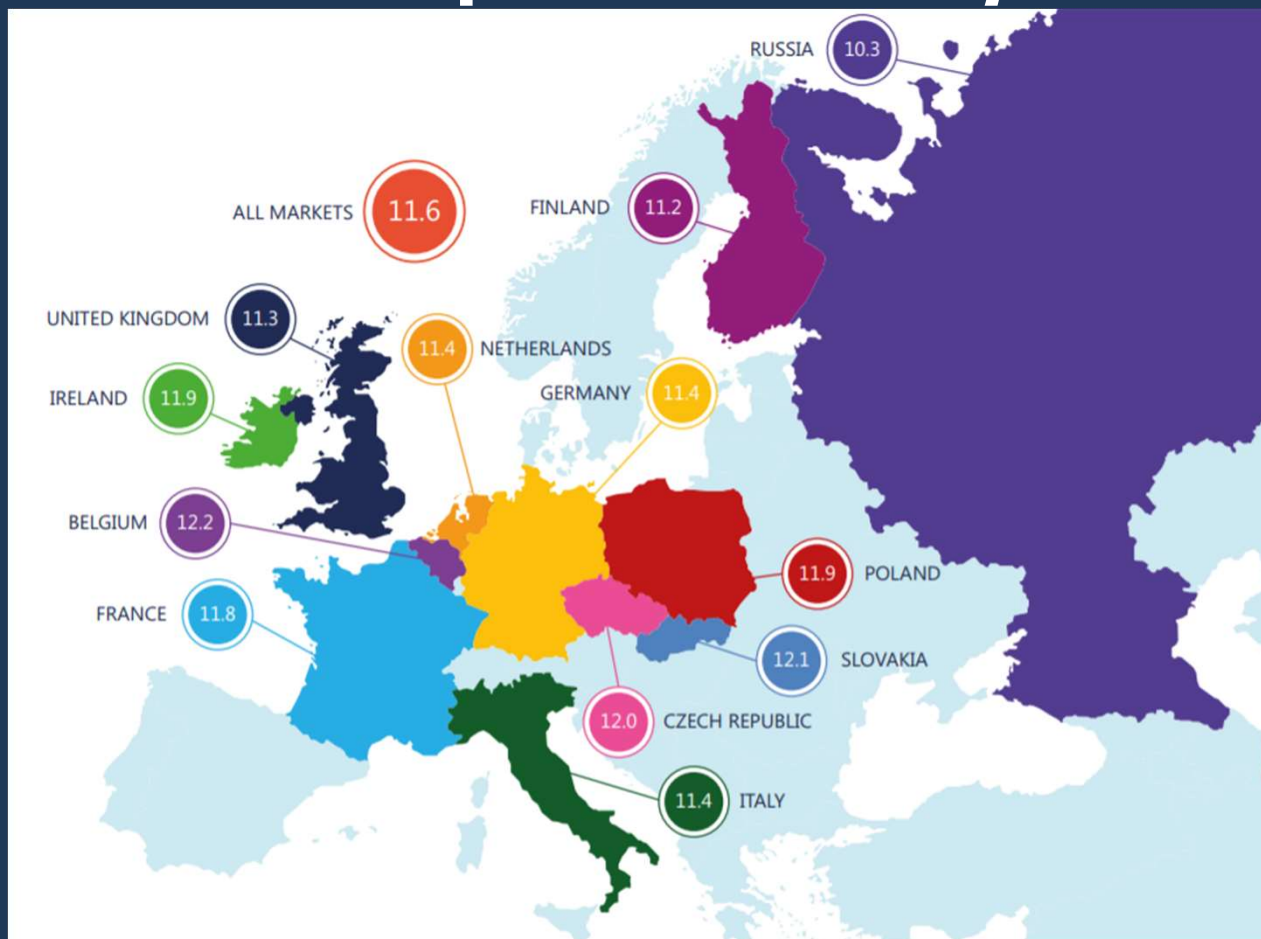 RUSSIA 10.3
ALL MARKETS 11.6
FINLAND 11.2
UNITED KINGDOM 11.3
11.4 NETHERLANDS
IRELAND 11.9
GERMANY 11.4
BELGIUM 12.2
11.9 POLAND
FRANCE 11.8
12.1 SLOVAKIA
12.0 CZECH REPUBLIC
11.4 ITALY